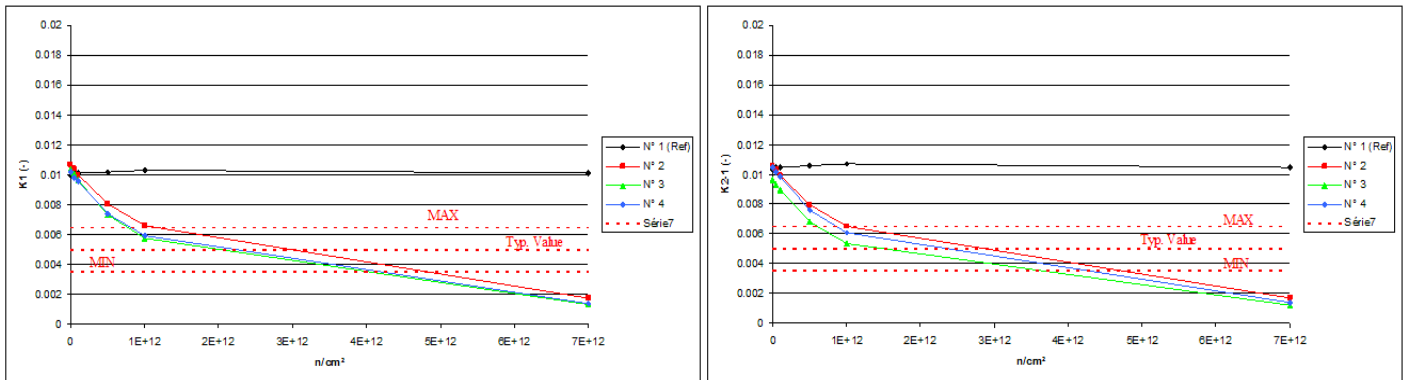 0.02
0.018
0.016
0.014
0.012
0.01
0.008
0.006
0.004
0.002
0
K1 (-)
MAX
Typ. Value
MIN
0 1E+12 2E+12 3E+12 4E+12 5E+12 6E+12 7E+12
n/cm²
N° 1 (Ref)
N° 2
N° 3
N° 4
Série7
0.02
0.018
0.016
0.014
0.012
0.01
0.008
0.006
0.004
0.002
0
K2-1 (-)
MAX
Typ. Value
MIN
0 1E+12 2E+12 3E+12 4E+12 5E+12 6E+12 7E+12
n/cm²
N° 1 (Ref)
N° 2
N° 3
N° 4
Série7